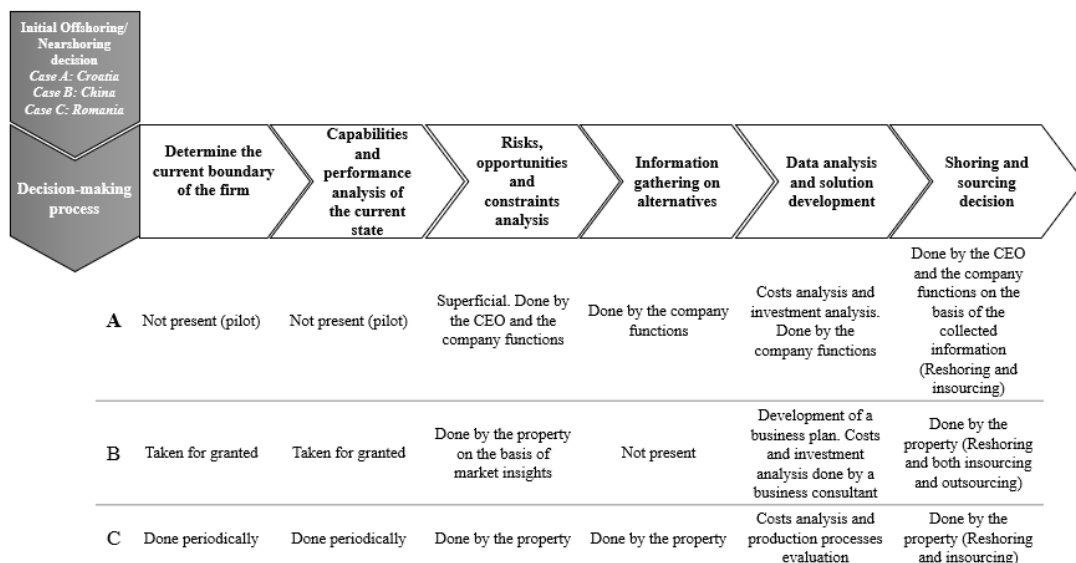 Initial Offshoring/
Nearshoring
decision
Case A: Croatia
Case B: China
Case C: Romania
Decision-making
process
Determine the
current boundary
of the firm
Capabilities
and
performance
analysis of
the current
state
Risks,
opportunities
and
constraints
analysis
Information
gathering on
alternatives
Data analysis
and solution
development
Shoring and
sourcing
decision
A
Not present (pilot)
Not present (pilot)
Superficial. Done by
the CEO and the
company functions
Done by the company
functions
Costs analysis and
investment analysis.
Done by the
company functions
Done by the CEO
and the company
functions on the
basis of the
collected
information
(Reshoring and
insourcing)
B
Taken for granted
Taken for granted
Done by the property
on the basis of
market insights
Not present
Development of a
business plan. Costs
and investment
analysis done by a
business consultant
Done by the
property (Reshoring
and both insourcing
and outsourcing)
C
Done periodically
Done periodically
Done by the property
Done by the property
Costs analysis and
production processes
evaluation
Done by the
property (Reshoring
and insourcing)